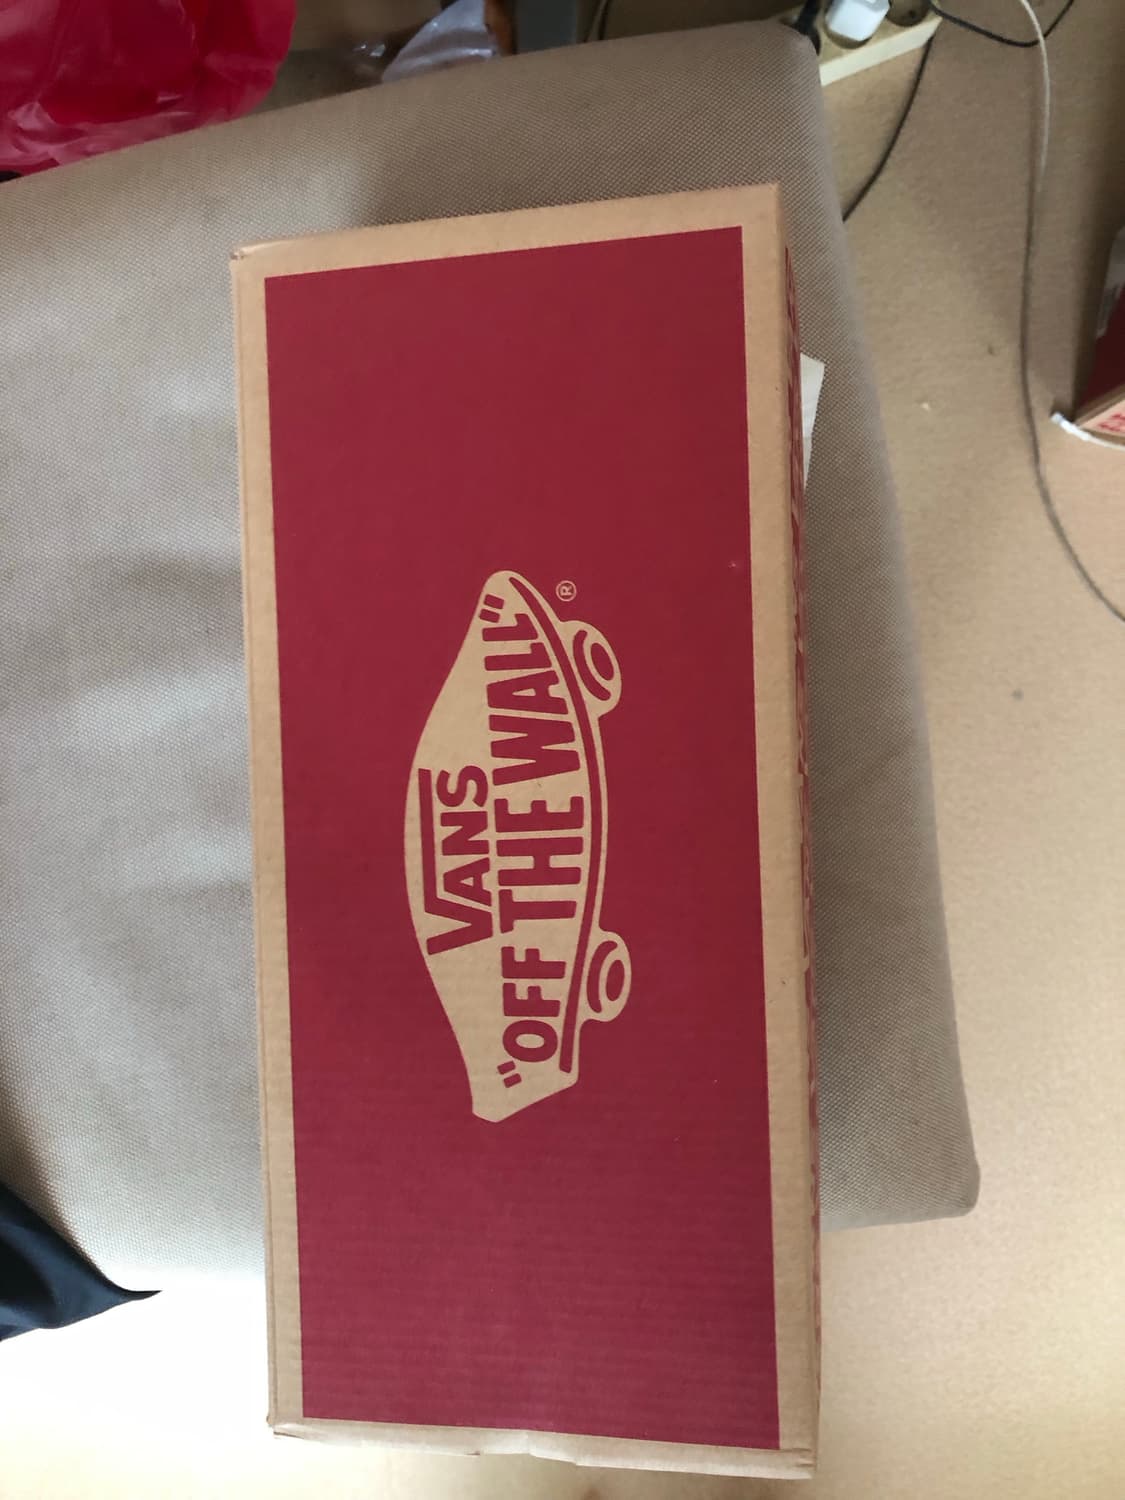 VANS
"OFF THE WALL"
®